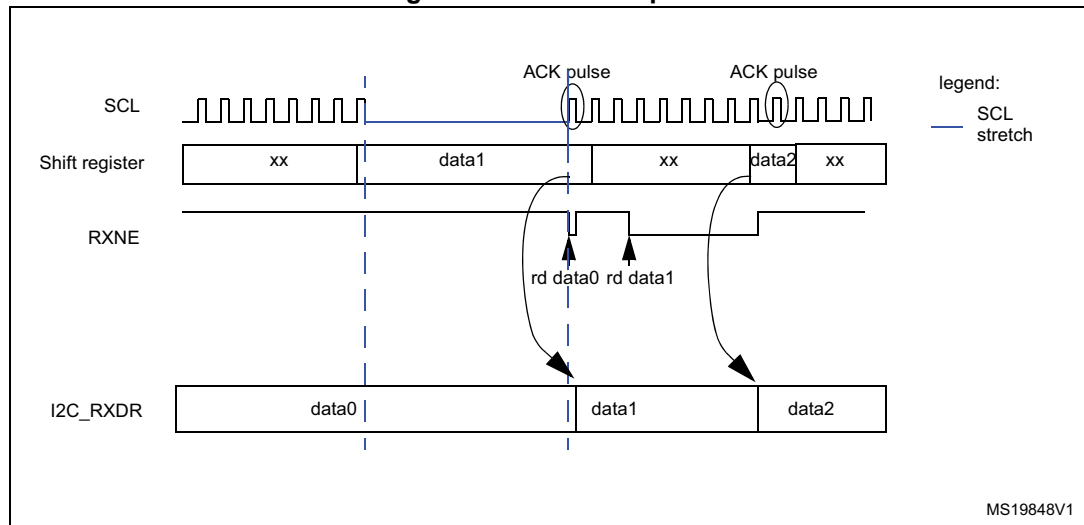 ACK pulse
ACK pulse
legend:
SCL
SCL
stretch
Shift register
xx
data1
xx
data2
xx
RXNE
rd data0
rd data1
I2C_RXDR
data0
data1
data2
MS19848V1